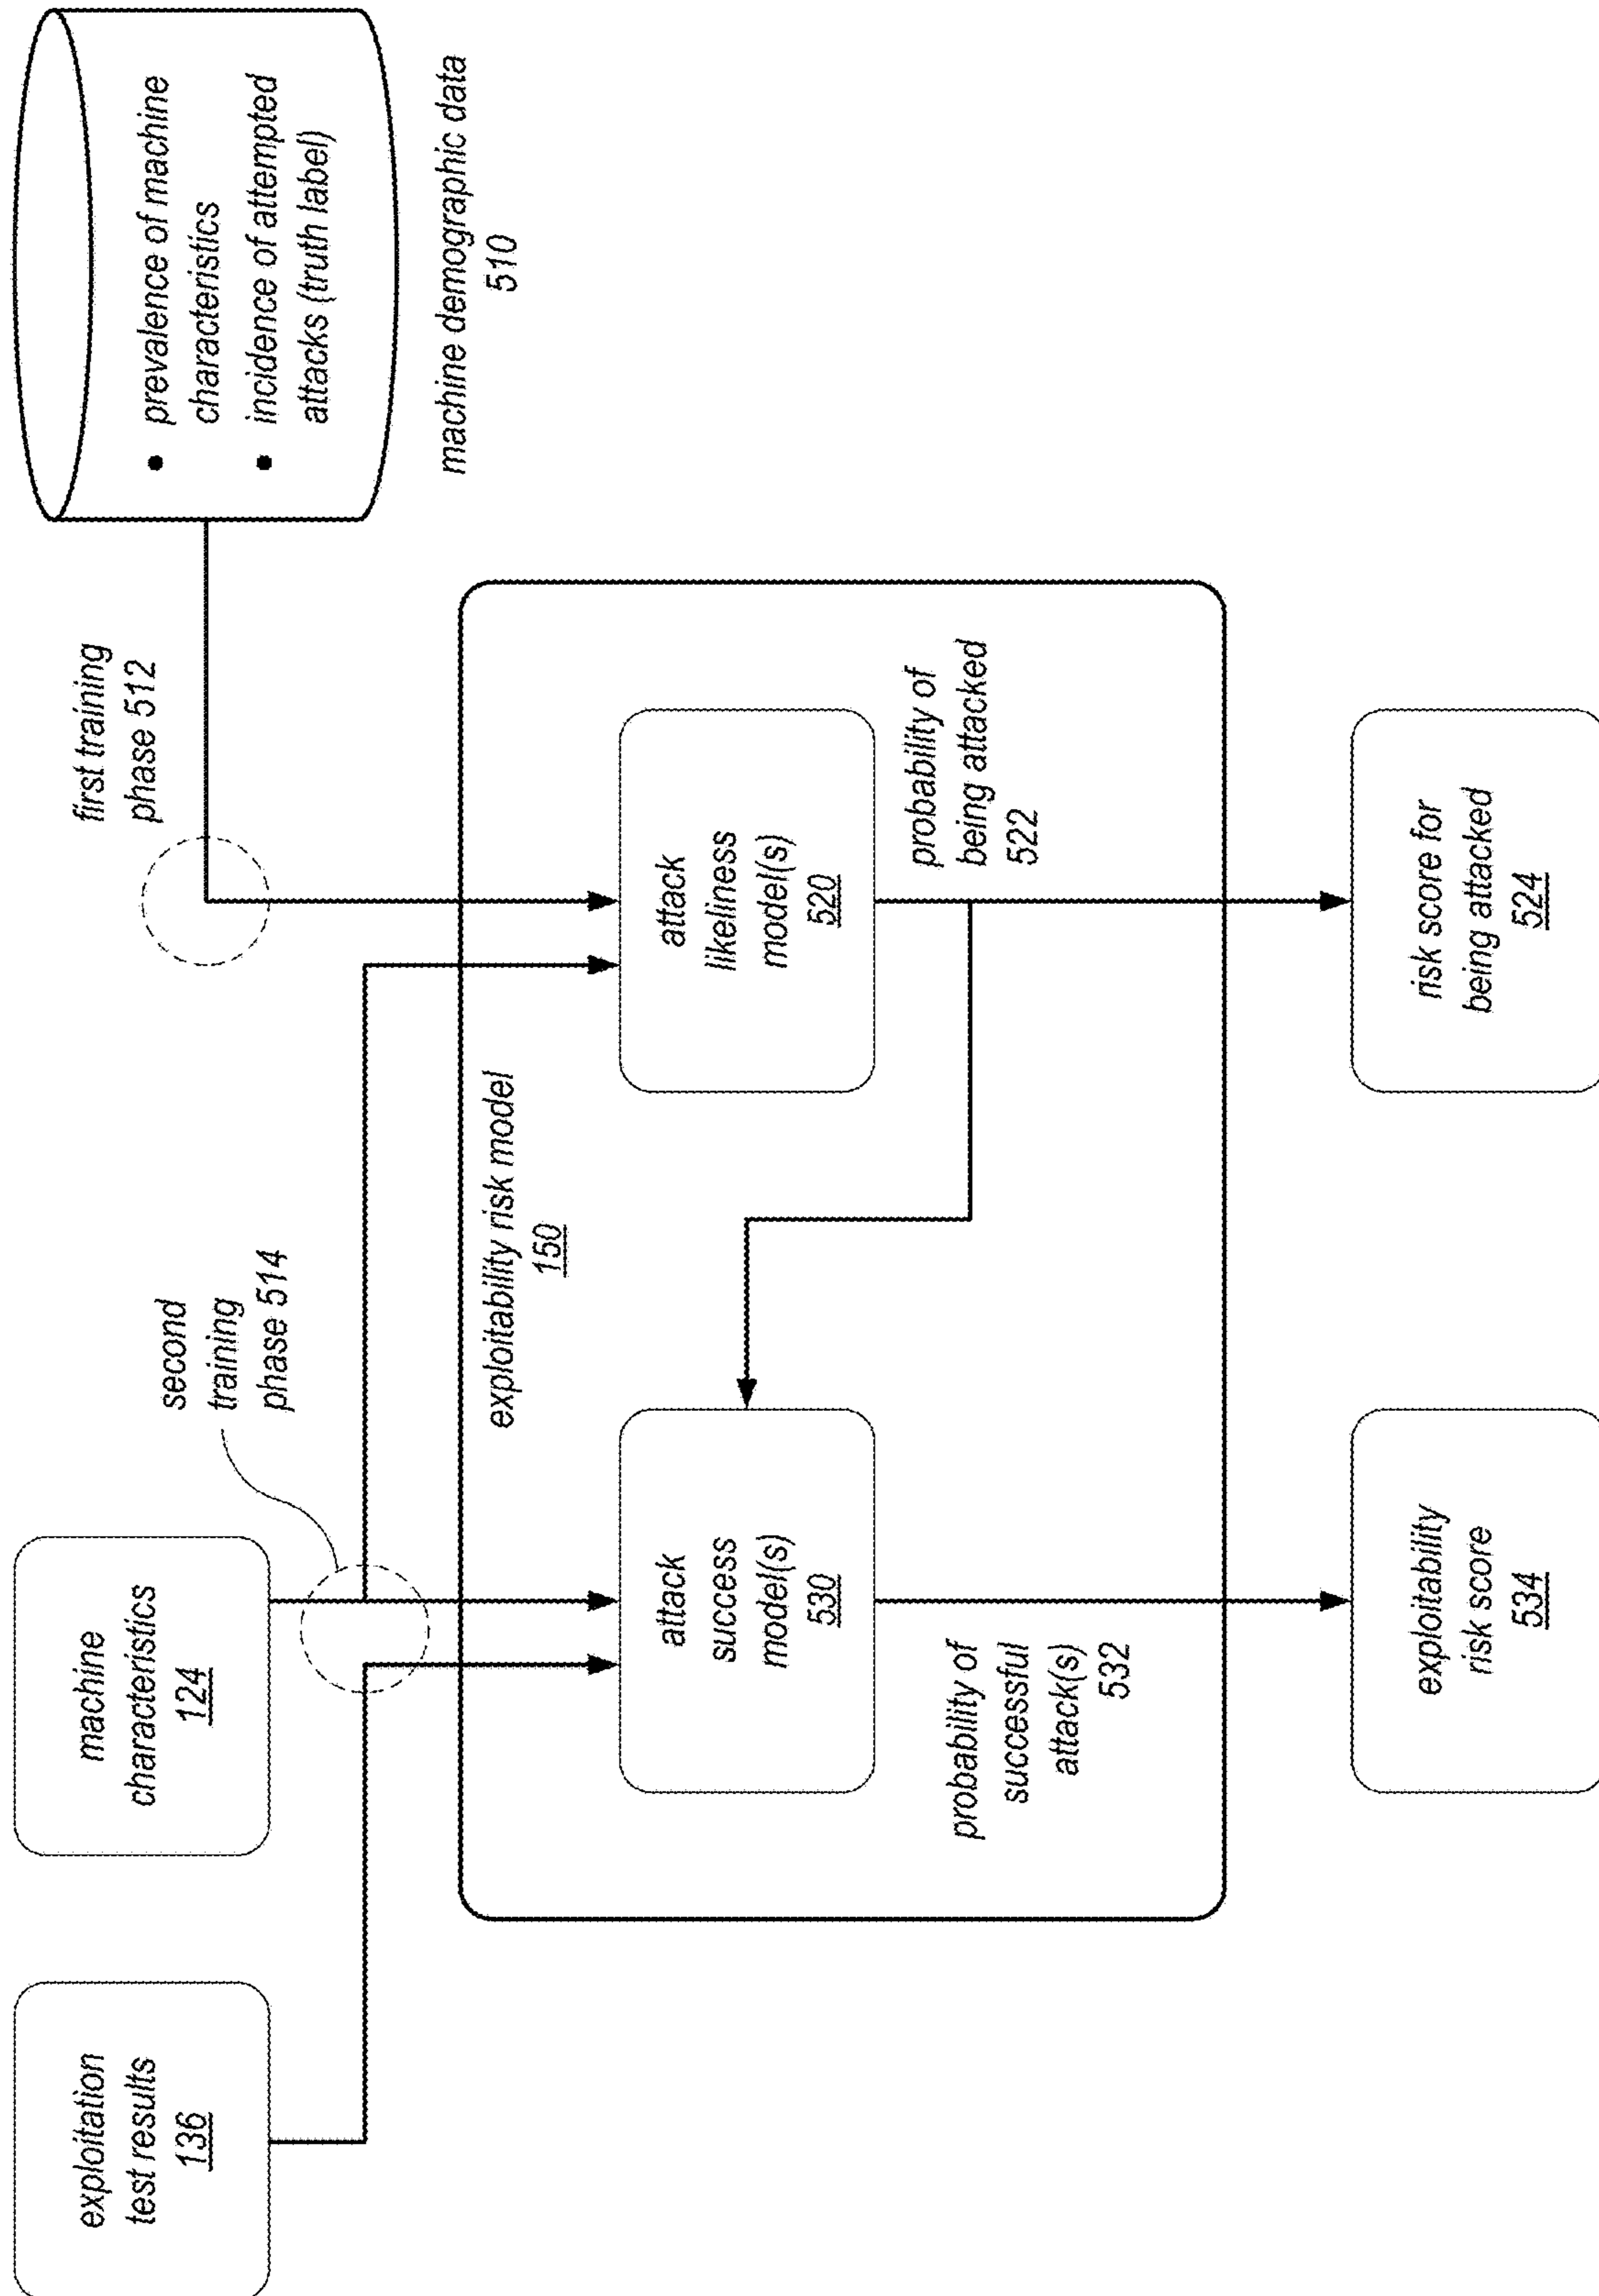 exploitation
test results
136
machine
characteristics
124
second
training
phase 514
first training
phase 512
• prevalence of machine
characteristics
• incidence of attempted
attacks (truth label)
machine demographic data
510
exploitability risk model
150
attack
success
model(s)
530
attack
likeliness
model(s)
520
probability of
successful
attack(s)
532
probability of
being attacked
522
exploitability
risk score
534
risk score for
being attacked
524